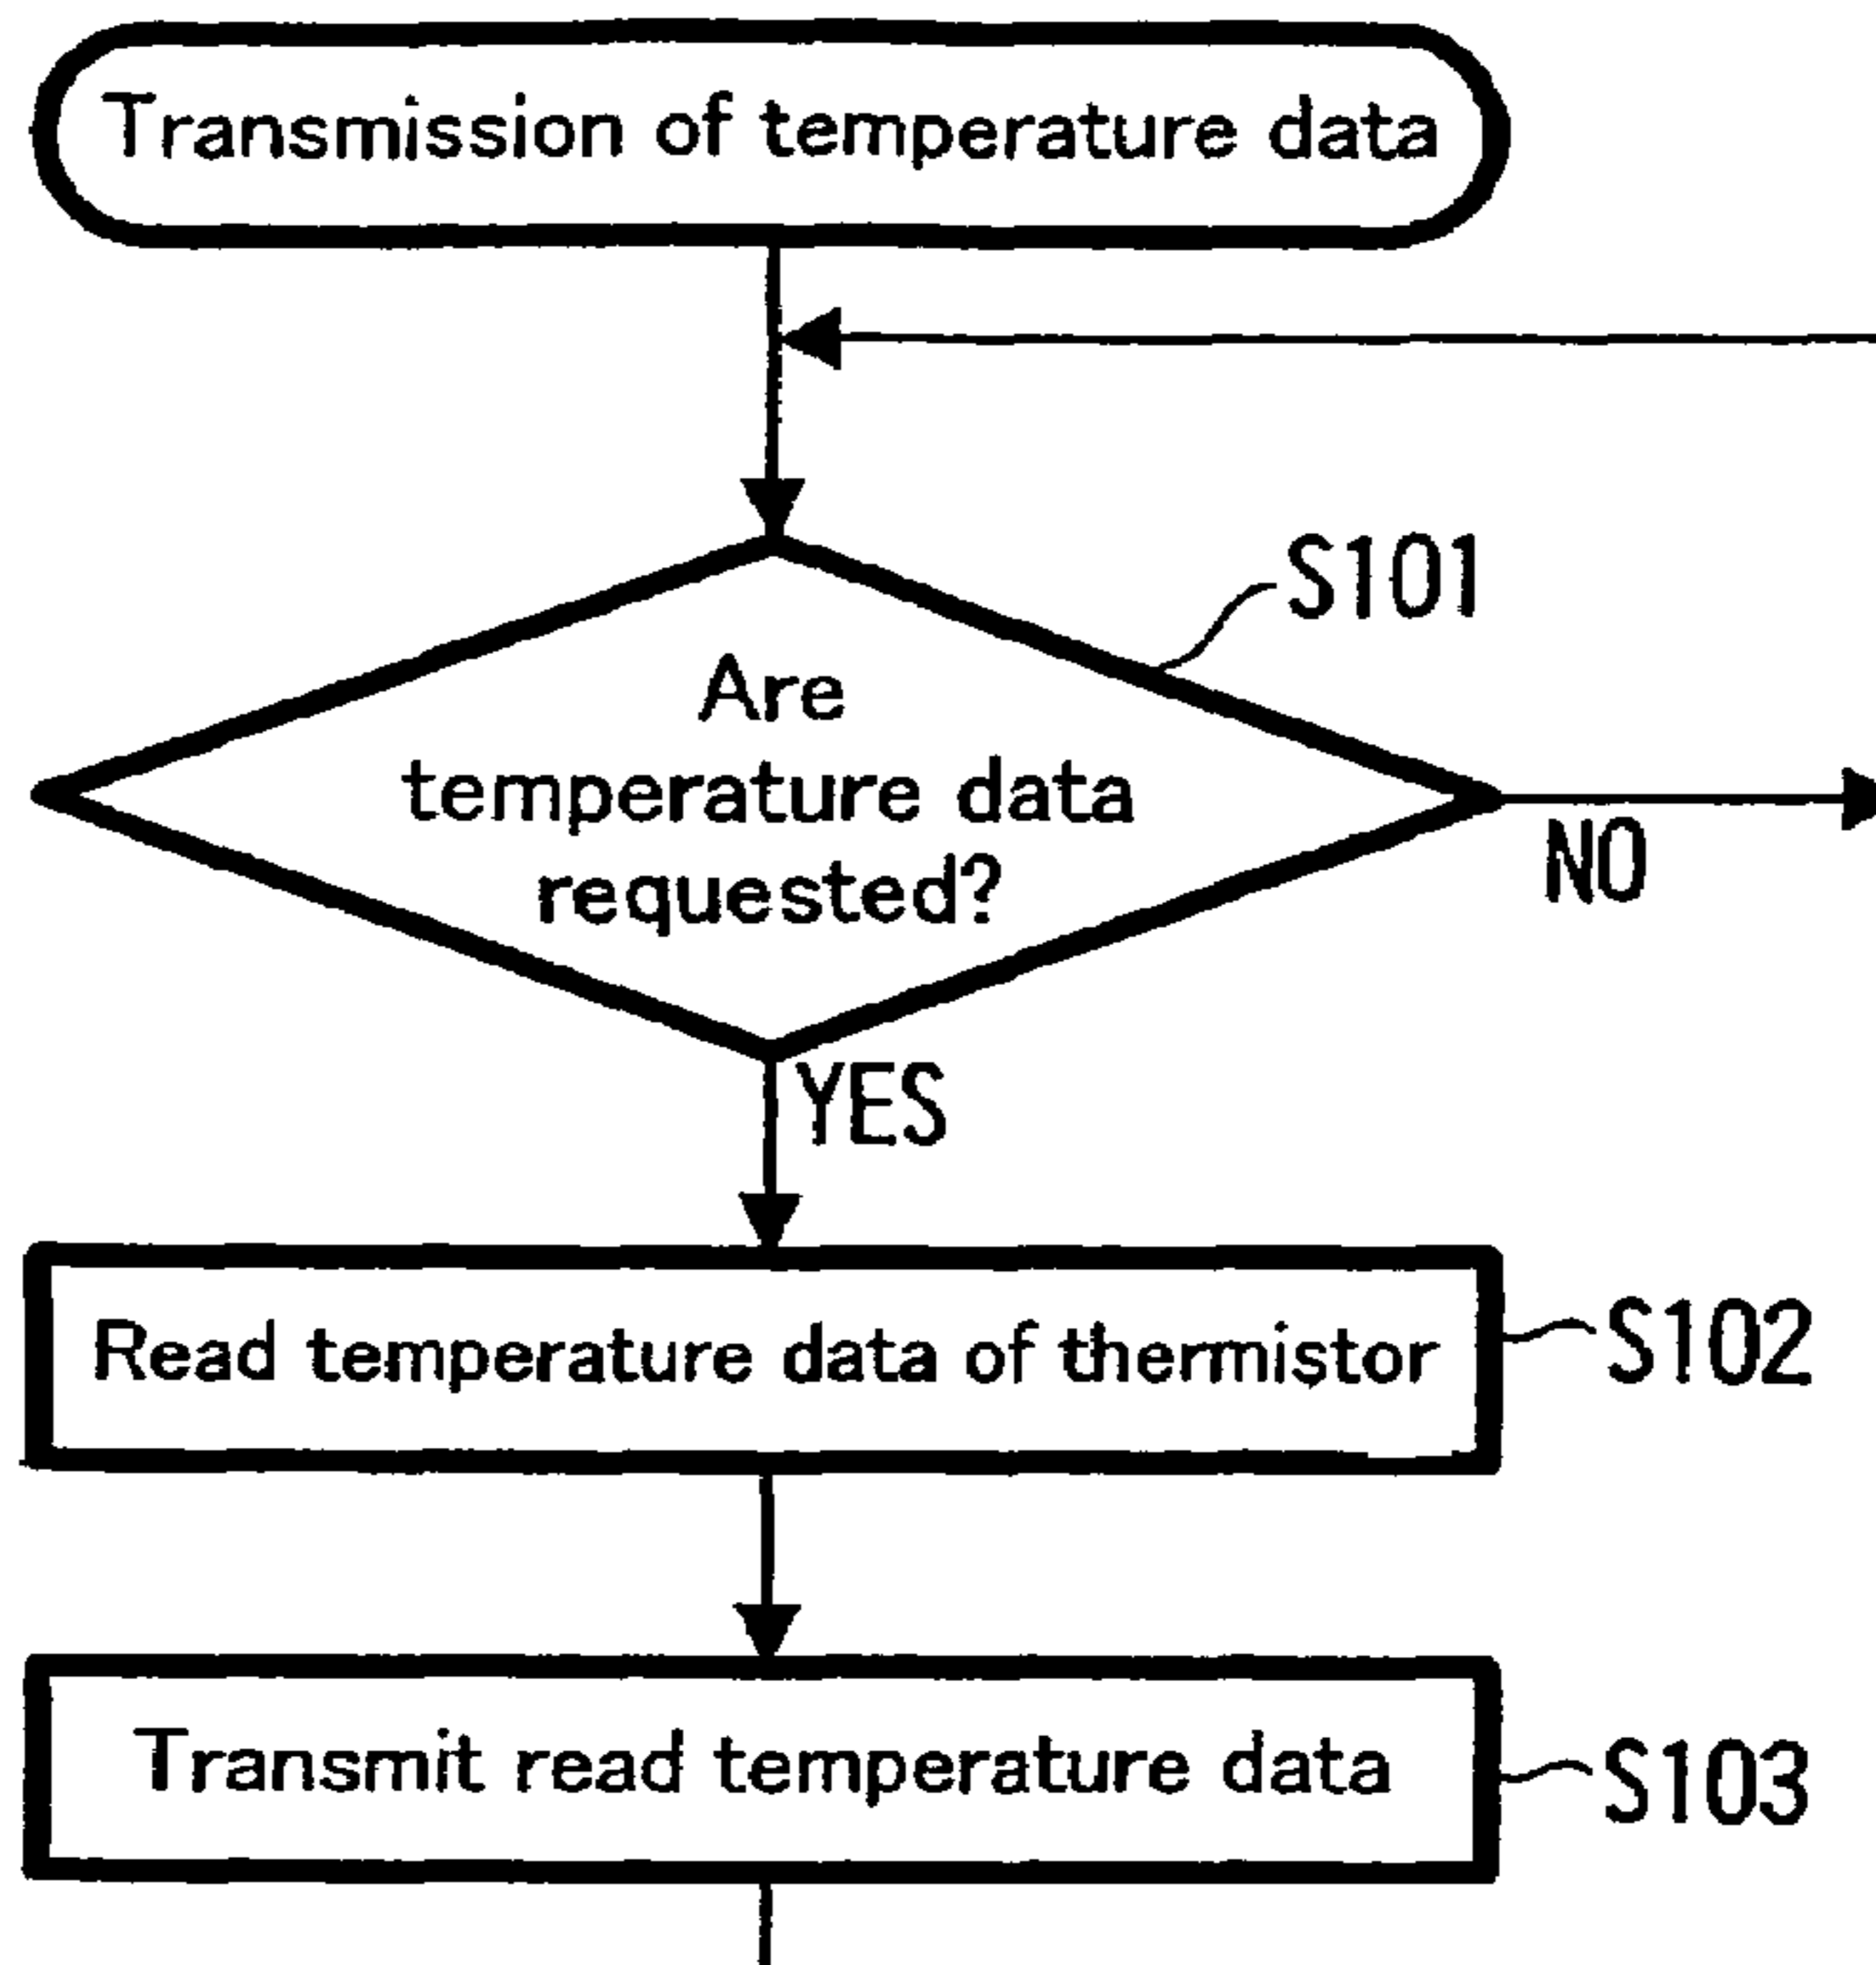 Transmission of temperature data
S101
Are
temperature data
requested?
NO
YES
Read temperature data of thermistor
S102
Transmit read temperature data
S103